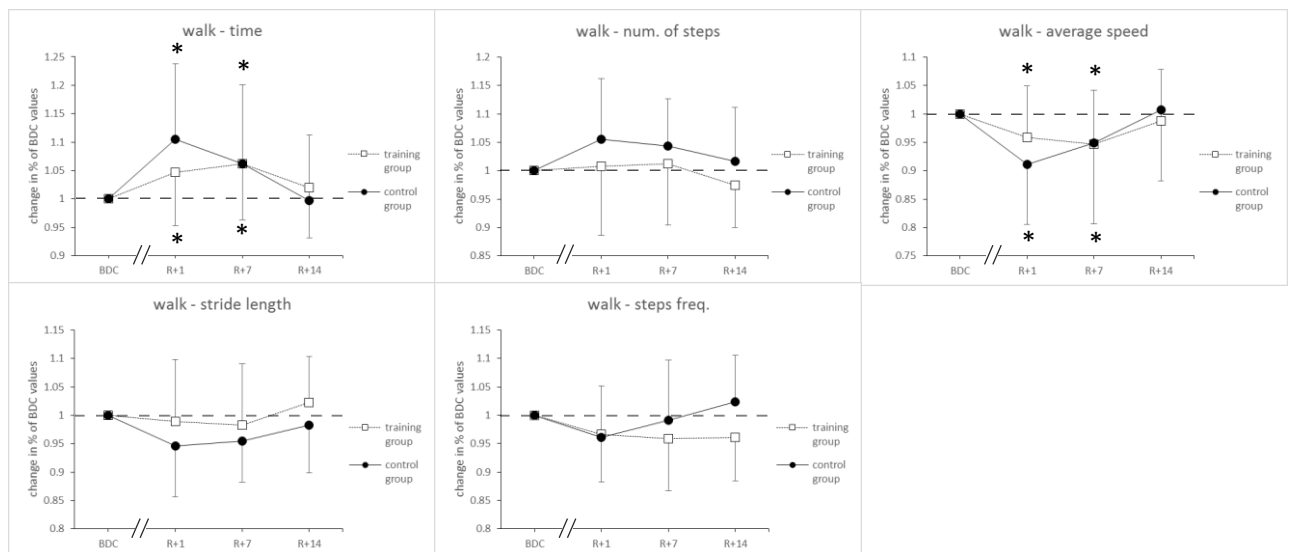 walk - time
change in % of BDC values
1.25
1.2
1.15
1.1
1.05
1
0.95
0.9
*
*
*
*
BDC
//
R+1
R+7
R+14
training
group
control
group
walk - num. of steps
change in % of BDC values
1.2
1.15
1.1
1.05
1
0.95
0.9
0.85
BDC
//
R+1
R+7
R+14
training
group
control
group
walk - average speed
change in % of BDC values
1.1
1.05
1
0.95
0.9
0.85
0.8
0.75
*
*
*
*
BDC
//
R+1
R+7
R+14
training
group
control
group
walk - stride length
change in % of BDC values
1.15
1.1
1.05
1
0.95
0.9
0.85
0.8
BDC
//
R+1
R+7
R+14
training
group
control
group
walk - steps freq.
change in % of BDC values
1.15
1.1
1.05
1
0.95
0.9
0.85
0.8
BDC
//
R+1
R+7
R+14
training
group
control
group